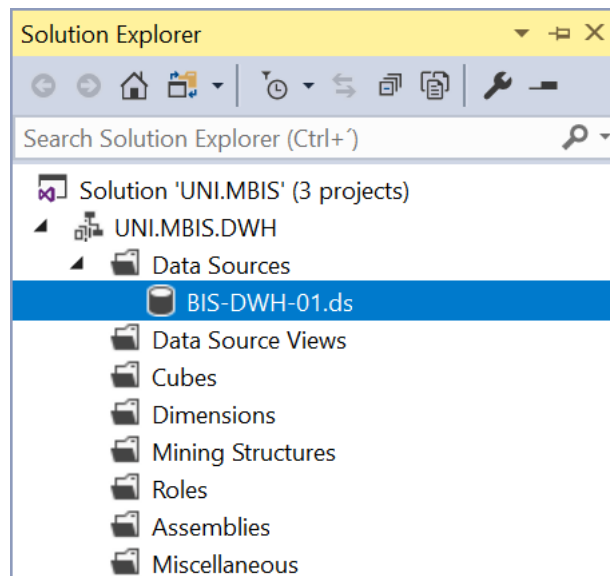 Solution Explorer
Search Solution Explorer (Ctrl+´)
Solution 'UNI.MBIS' (3 projects)
UNI.MBIS.DWH
Data Sources
BIS-DWH-01.ds
Data Source Views
Cubes
Dimensions
Mining Structures
Roles
Assemblies
Miscellaneous